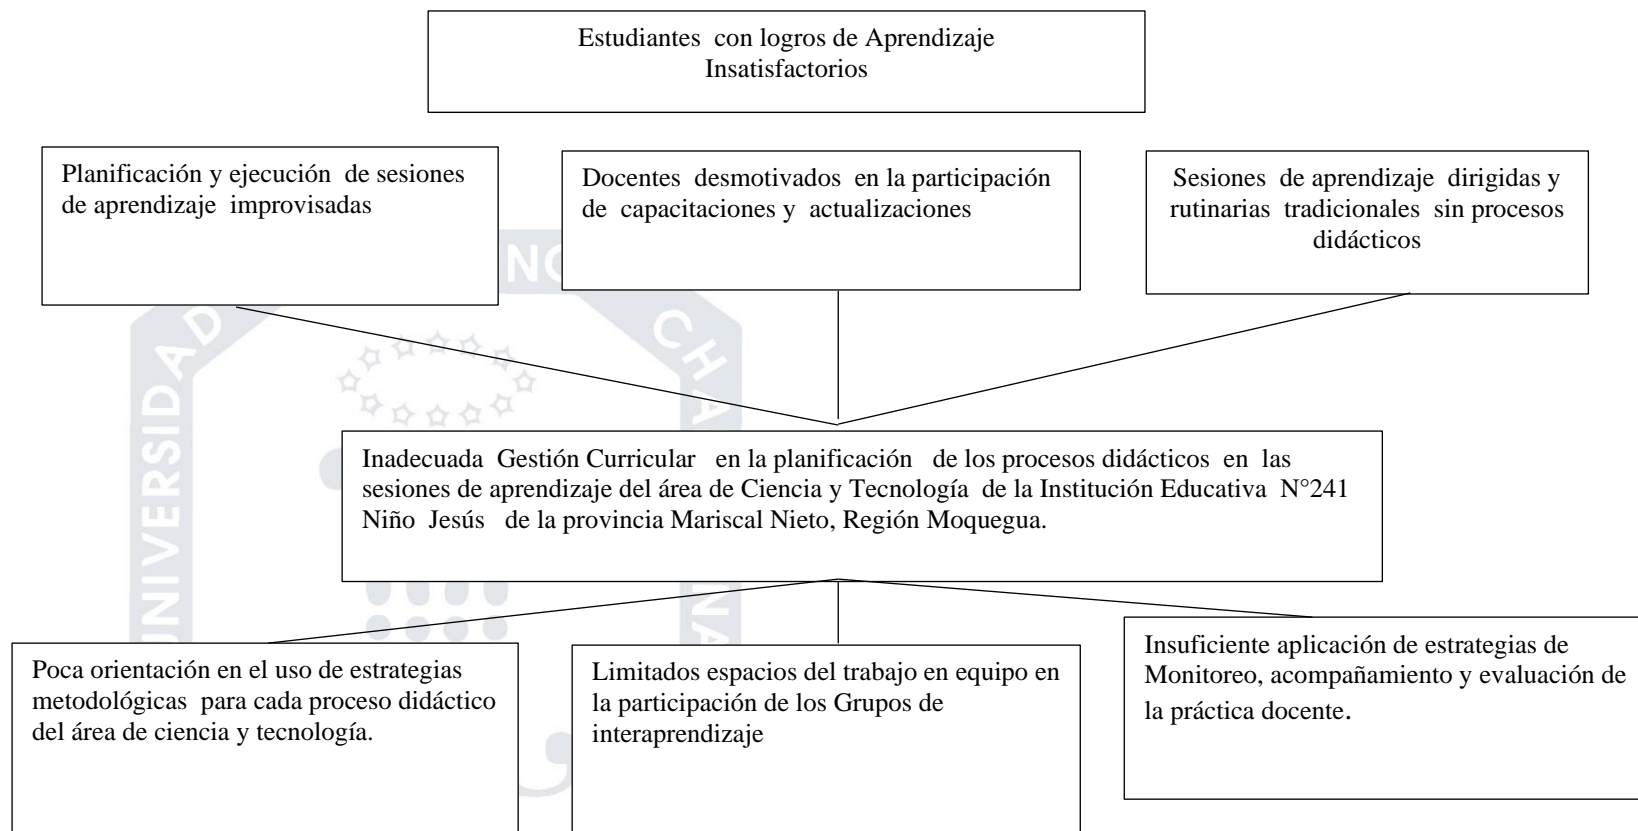 Estudiantes con logros de Aprendizaje
Insatisfactorios
Planificación y ejecución de sesiones
de aprendizaje improvisadas
Docentes desmotivados en la participación
de capacitaciones y actualizaciones
Sesiones de aprendizaje dirigidas y
rutinarias tradicionales sin procesos
didácticos
UNIVERSIDAD
CHA
Inadecuada Gestión Curricular en la planificación de los procesos didácticos en las
sesiones de aprendizaje del área de Ciencia y Tecnología de la Institución Educativa N°241
Niño Jesús de la provincia Mariscal Nieto, Región Moquegua.
Poca orientación en el uso de estrategias
metodológicas para cada proceso didáctico
del área de ciencia y tecnología.
Limitados espacios del trabajo en equipo en
la participación de los Grupos de
interaprendizaje
Insuficiente aplicación de estrategias de
Monitoreo, acompañamiento y evaluación de
la práctica docente.